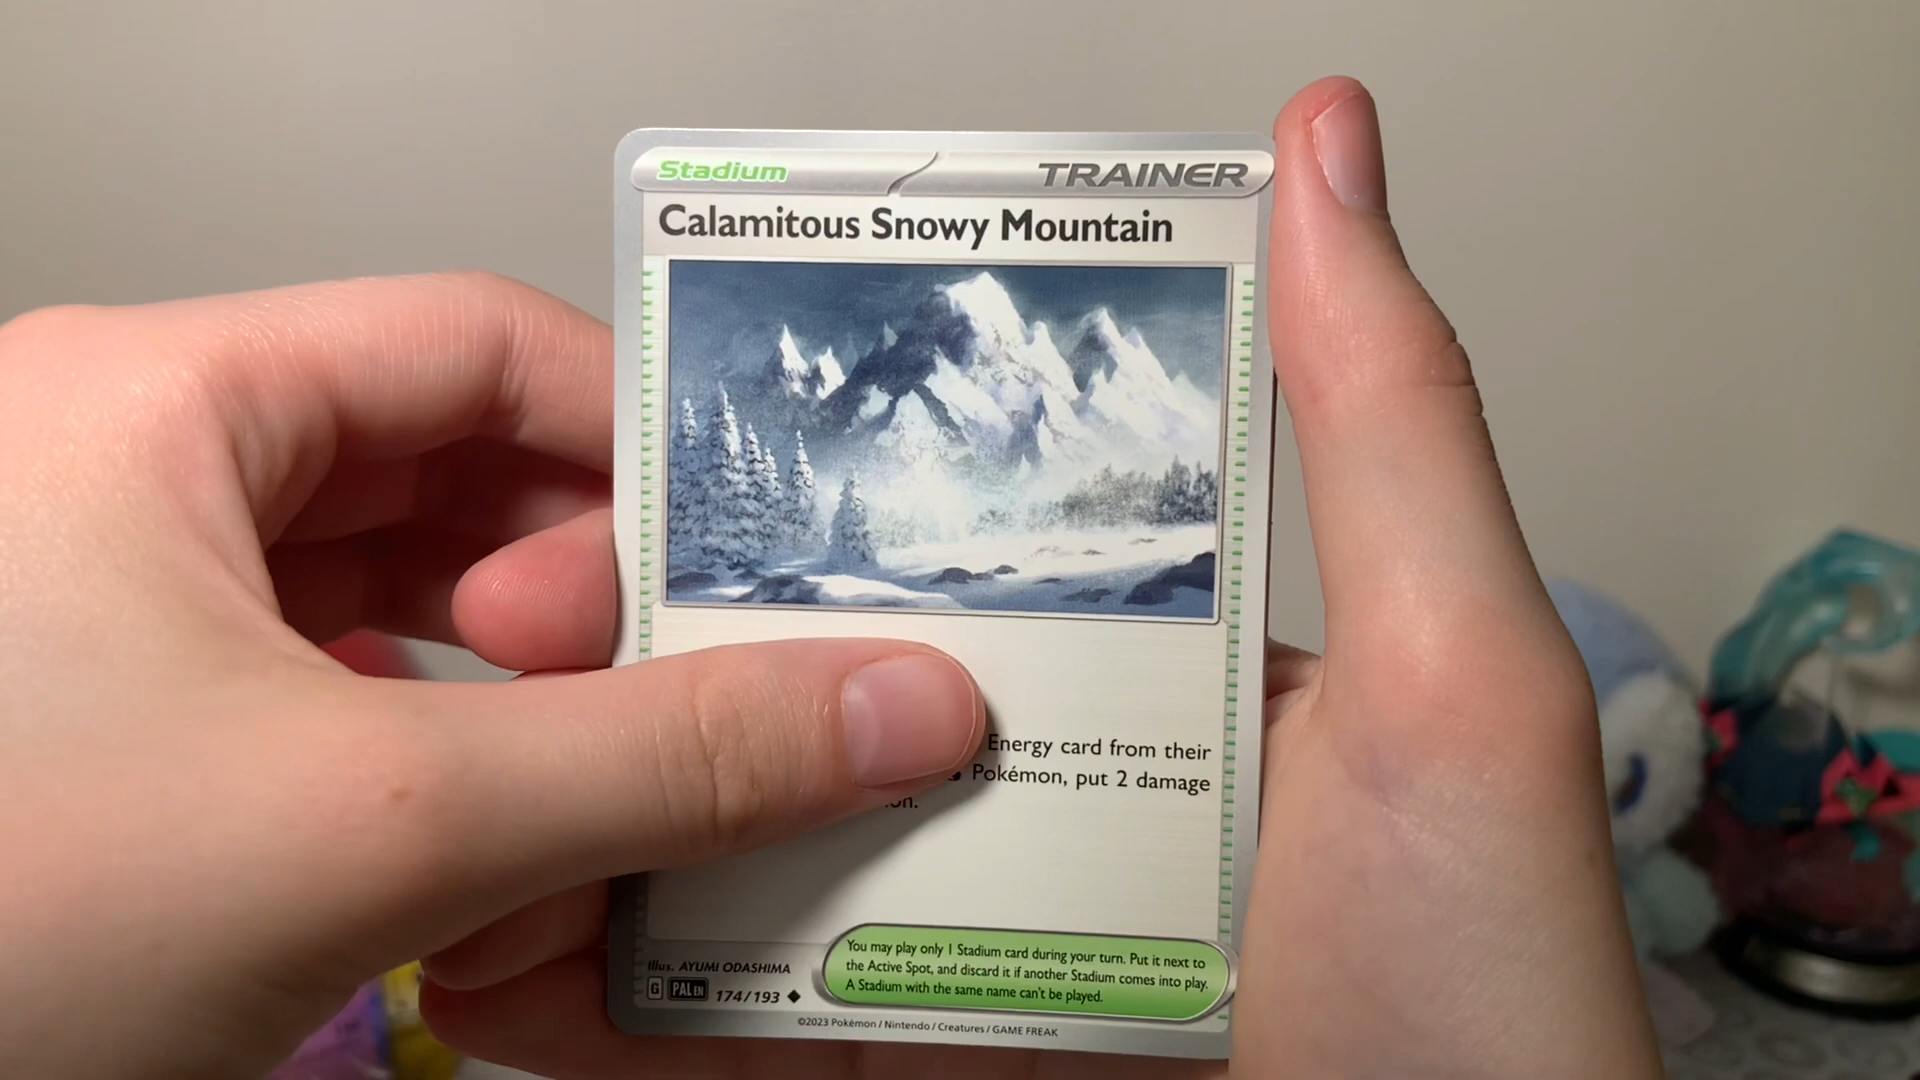 Stadium
TRAINER
Calamitous Snowy Mountain
Energy card from their
Pokémon, put 2 damage
You may play only 1 Stadium card during your turn. Put it next to
the Active Spot, and discard it if another Stadium comes into play.
A Stadium with the same name can't be played.
Illus. AYUMI ODASHIMA
G PAL EN 174/193
©2023 Pokémon / Nintendo / Creatures / GAME FREAK